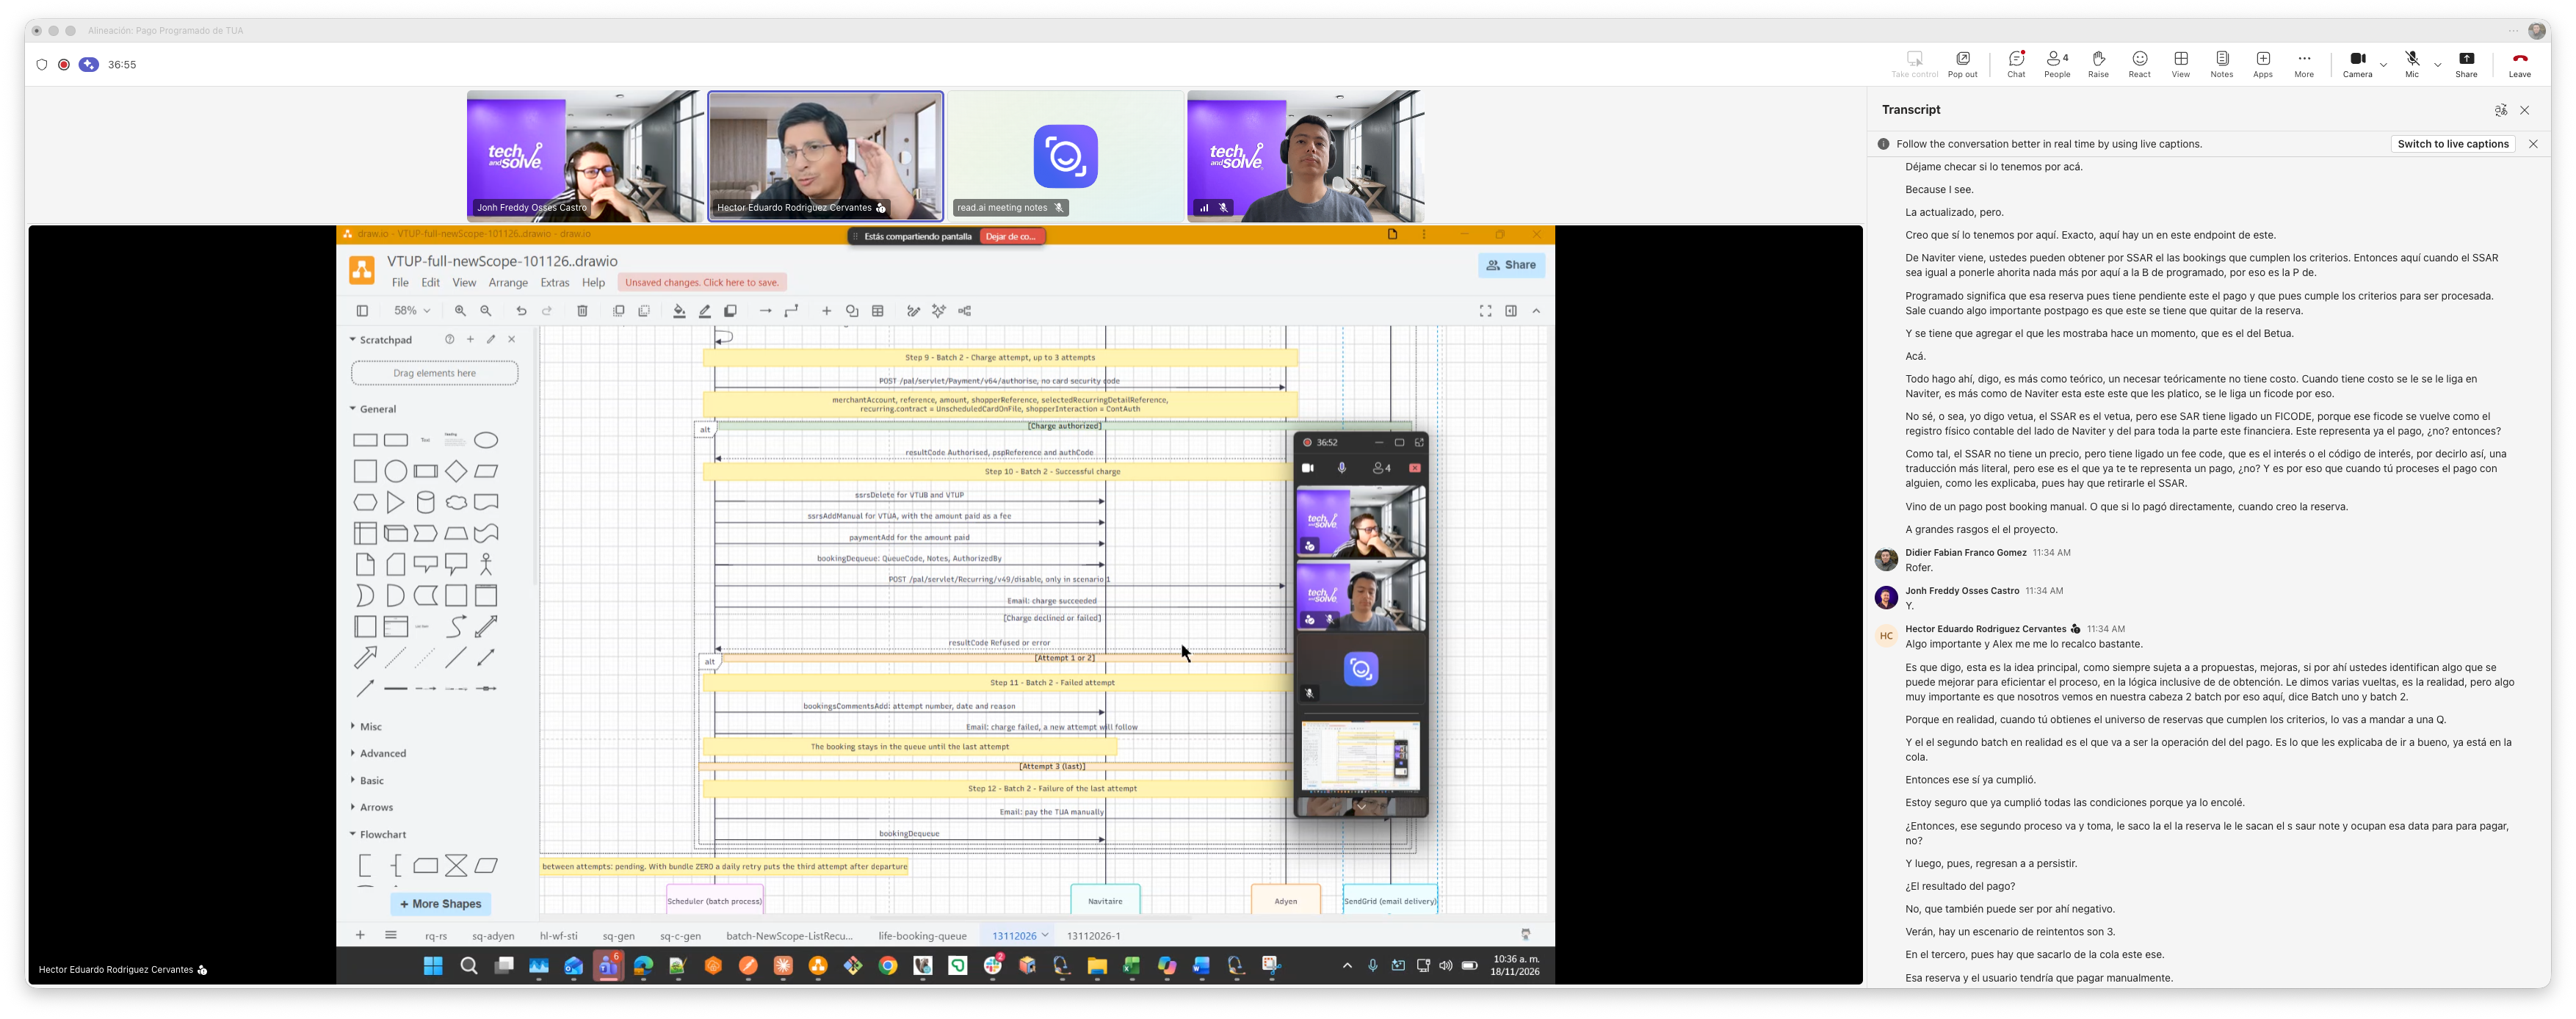 Alineación: Pago Programado de TUA
36:55
Take control
Pop out
Chat
4
People
Raise
React
View
Notes
Apps
More
Camera
Mic
Share
Leave
tech
andsolve
Jonh Freddy Osses Castro
Hector Eduardo Rodriguez Cervantes
read.ai meeting notes
tech
andsolve
draw.io - VTUP-full-newScope-101126..drawio - draw.io
Estás compartiendo pantalla
Dejar de co...
VTUP-full-newScope-101126..drawio
File Edit View Arrange Extras Help
Unsaved changes. Click here to save.
Share
58%
Scratchpad
Drag elements here
General
Text
Misc
Advanced
Basic
Arrows
Flowchart
+ More Shapes
Step 9 - Batch 2 - Charge attempt, up to 3 attempts
POST /pal/servlet/Payment/v64/authorise, no card security code
merchantAccount, reference, amount, shopperReference, selectedRecurringDetailReference,
recurring.contract = UnscheduledCardOnFile, shopperInteraction = ContAuth
alt
[Charge authorized]
resultCode Authorised, pspReference and authCode
Step 10 - Batch 2 - Successful charge
ssrsDelete for VTUB and VTUP
ssrsAddManual for VTUA, with the amount paid as a fee
paymentAdd for the amount paid
bookingDequeue: QueueCode, Notes, AuthorizedBy
POST /pal/servlet/Recurring/v49/disable, only in scenario 1
Email: charge succeeded
[Charge declined or failed]
resultCode Refused or error
alt
[Attempt 1 or 2]
Step 11 - Batch 2 - Failed attempt
bookingsCommentsAdd: attempt number, date and reason
Email: charge failed, a new attempt will follow
The booking stays in the queue until the last attempt
[Attempt 3 (last)]
Step 12 - Batch 2 - Failure of the last attempt
Email: pay the TUA manually
bookingDequeue
between attempts: pending. With bundle ZERO a daily retry puts the third attempt after departure
Scheduler (batch process)
Navitaire
Adyen
SendGrid (email delivery)
36:52
4
tech
andsolve
tech
andsolve
rq-rs
sq-adyen
hl-wf-sti
sq-gen
sq-c-gen
batch-NewScope-ListRecu...
life-booking-queue
13112026
13112026-1
Hector Eduardo Rodriguez Cervantes
6
2
10:36 a. m.
18/11/2026
Transcript
Follow the conversation better in real time by using live captions.
Switch to live captions
Déjame checar si lo tenemos por acá.
Because I see.
La actualizado, pero.
Creo que sí lo tenemos por aquí. Exacto, aquí hay un en este endpoint de este.
De Naviter viene, ustedes pueden obtener por SSAR el las bookings que cumplen los criterios. Entonces aquí cuando el SSAR
sea igual a ponerle ahorita nada más por aquí a la B de programado, por eso es la P de.
Programado significa que esa reserva pues tiene pendiente este el pago y que pues cumple los criterios para ser procesada.
Sale cuando algo importante postpago es que este se tiene que quitar de la reserva.
Y se tiene que agregar el que les mostraba hace un momento, que es el del Betua.
Acá.
Todo hago ahí, digo, es más como teórico, un necesar teóricamente no tiene costo. Cuando tiene costo se le se le liga en
Naviter, es más como de Naviter esta este este que les platico, se le liga un ficode por eso.
No sé, o sea, yo digo vetua, el SSAR es el vetua, pero ese SAR tiene ligado un FICODE, porque ese ficode se vuelve como el
registro físico contable del lado de Naviter y del para toda la parte este financiera. Este representa ya el pago, ¿no? entonces?
Como tal, el SSAR no tiene un precio, pero tiene ligado un fee code, que es el interés o el código de interés, por decirlo así, una
traducción más literal, pero ese es el que ya te te representa un pago, ¿no? Y es por eso que cuando tú proceses el pago con
alguien, como les explicaba, pues hay que retirarle el SSAR.
Vino de un pago post booking manual. O que si lo pagó directamente, cuando creo la reserva.
A grandes rasgos el el proyecto.
Didier Fabian Franco Gomez 11:34 AM
Rofer.
Jonh Freddy Osses Castro 11:34 AM
Y.
HC
Hector Eduardo Rodriguez Cervantes 11:34 AM
Algo importante y Alex me me lo recalco bastante.
Es que digo, esta es la idea principal, como siempre sujeta a a propuestas, mejoras, si por ahí ustedes identifican algo que se
puede mejorar para eficientar el proceso, en la lógica inclusive de de obtención. Le dimos varias vueltas, es la realidad, pero algo
muy importante es que nosotros vemos en nuestra cabeza 2 batch por eso aquí, dice Batch uno y batch 2.
Porque en realidad, cuando tú obtienes el universo de reservas que cumplen los criterios, lo vas a mandar a una Q.
Y el el segundo batch en realidad es el que va a ser la operación del del pago. Es lo que les explicaba de ir a bueno, ya está en la
cola.
Entonces ese sí ya cumplió.
Estoy seguro que ya cumplió todas las condiciones porque ya lo encolé.
¿Entonces, ese segundo proceso va y toma, le saco la el la reserva le le sacan el s saur note y ocupan esa data para para pagar,
no?
Y luego, pues, regresan a a persistir.
¿El resultado del pago?
No, que también puede ser por ahí negativo.
Verán, hay un escenario de reintentos son 3.
En el tercero, pues hay que sacarlo de la cola este ese.
Esa reserva y el usuario tendría que pagar manualmente.